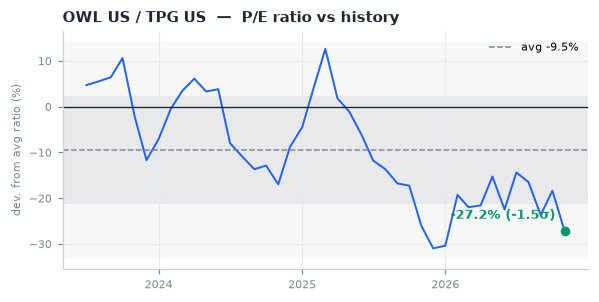 OWL US / TPG US — P/E ratio vs history
avg -9.5%
dev. from avg ratio (%)
10
0
−10
−20
−30
-27.2% (-1.5σ)
2024
2025
2026